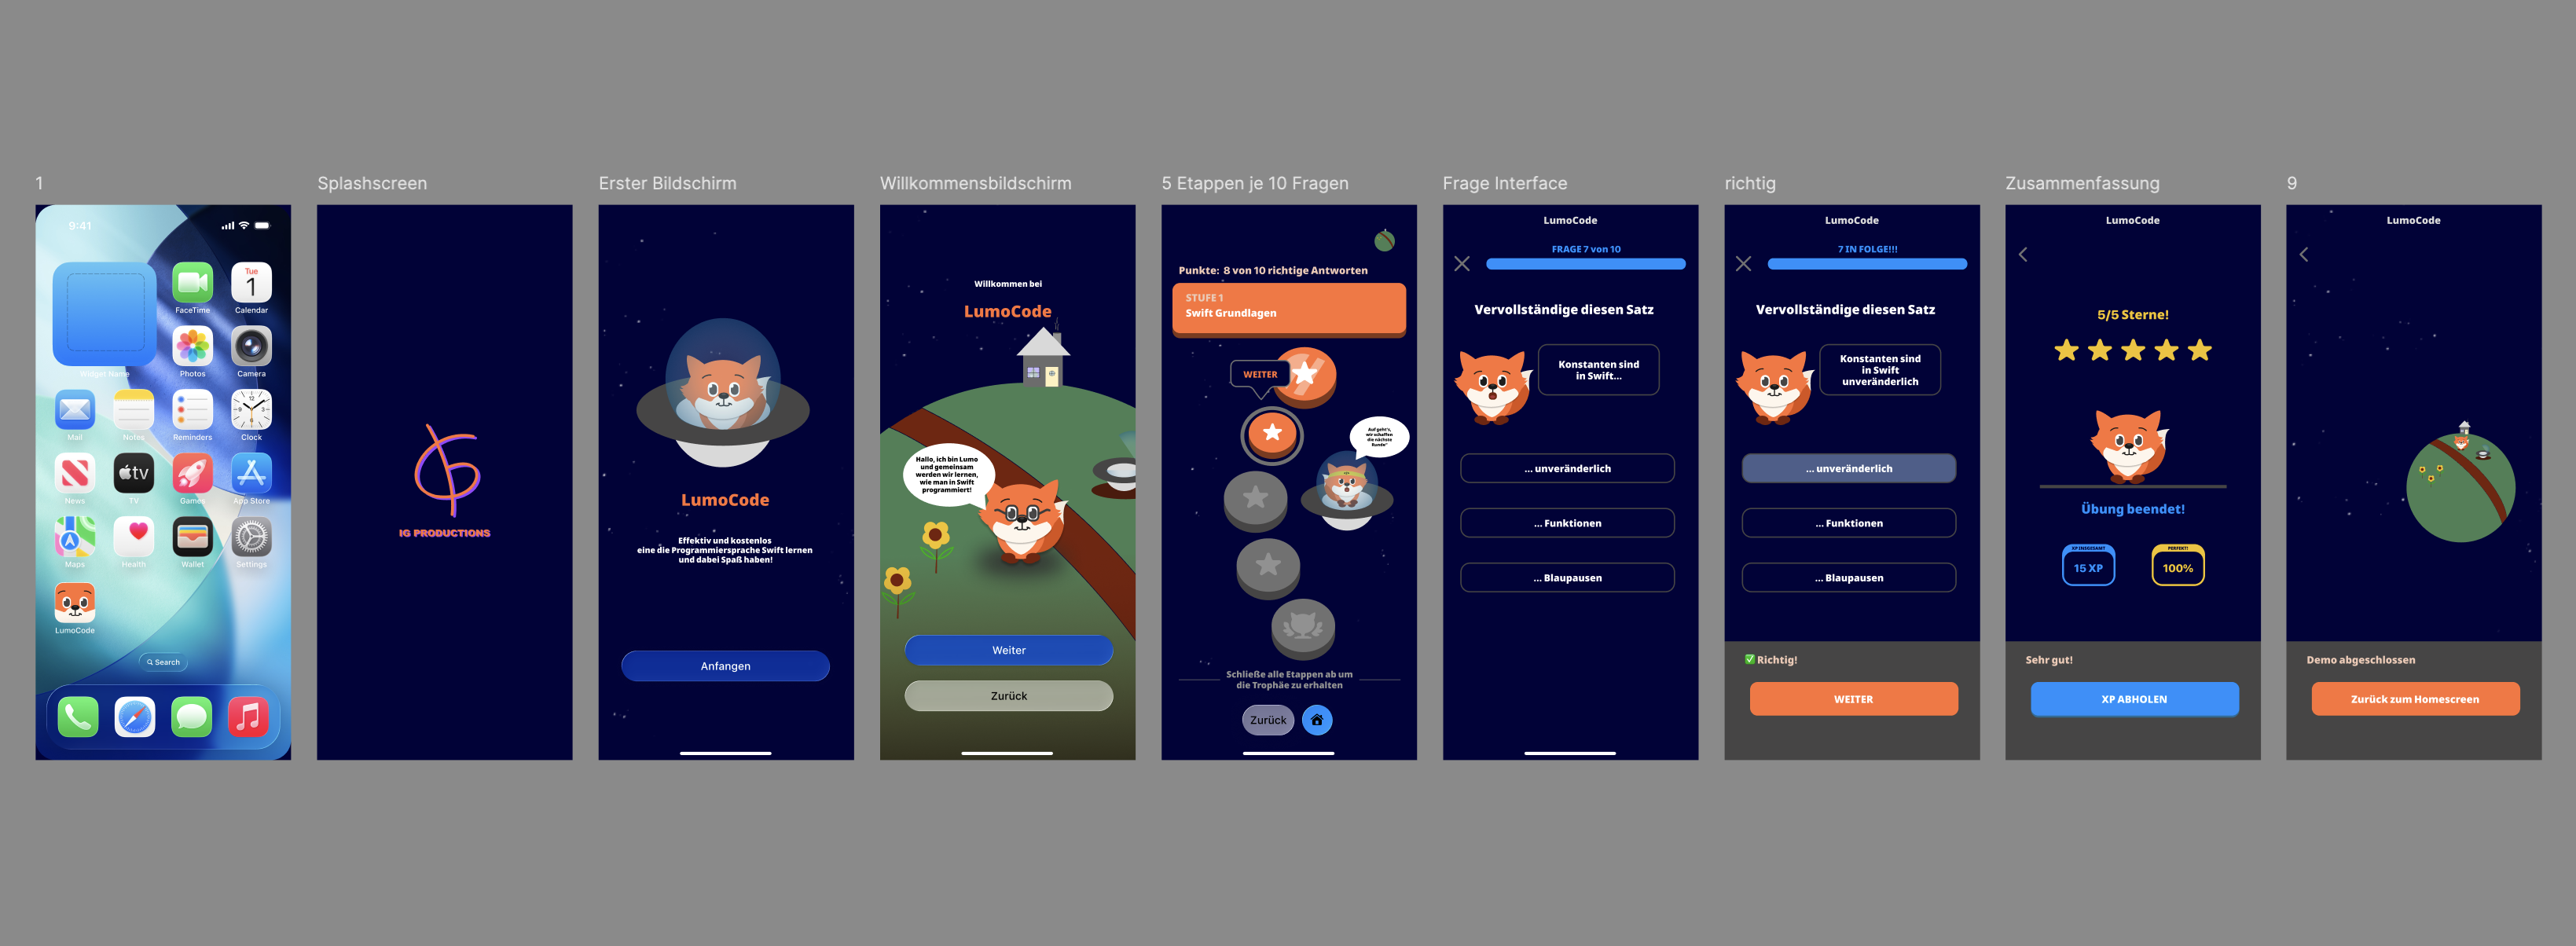 1
9:41
FaceTime
Tue
1
Calendar
Widget Name
Photos
Camera
Mail
Notes
Reminders
Clock
News
tv
TV
Games
App Store
Maps
Health
Wallet
Settings
LumoCode
Search
Splashscreen
IG PRODUCTIONS
Erster Bildschirm
LumoCode
Effektiv und kostenlos
eine die Programmiersprache Swift lernen
und dabei Spaß haben!
Anfangen
Willkommensbildschirm
Willkommen bei
LumoCode
Hallo, ich bin Lumo
und gemeinsam
werden wir lernen,
wie man in Swift
programmiert!
Weiter
Zurück
5 Etappen je 10 Fragen
Punkte: 8 von 10 richtige Antworten
STUFE 1
Swift Grundlagen
WEITER
Auf geht's,
wir schaffen
die nächste
Runde"
Schließe alle Etappen ab um
die Trophäe zu erhalten
Zurück
Frage Interface
LumoCode
FRAGE 7 von 10
Vervollständige diesen Satz
Konstanten sind
in Swift...
... unveränderlich
... Funktionen
... Blaupausen
richtig
LumoCode
7 IN FOLGE!!!
Vervollständige diesen Satz
Konstanten sind
in Swift
unveränderlich
... unveränderlich
... Funktionen
... Blaupausen
✅ Richtig!
WEITER
Zusammenfassung
LumoCode
5/5 Sterne!
Übung beendet!
XP INSGESAMT
15 XP
PERFEKT!
100%
Sehr gut!
XP ABHOLEN
9
LumoCode
Demo abgeschlossen
Zurück zum Homescreen